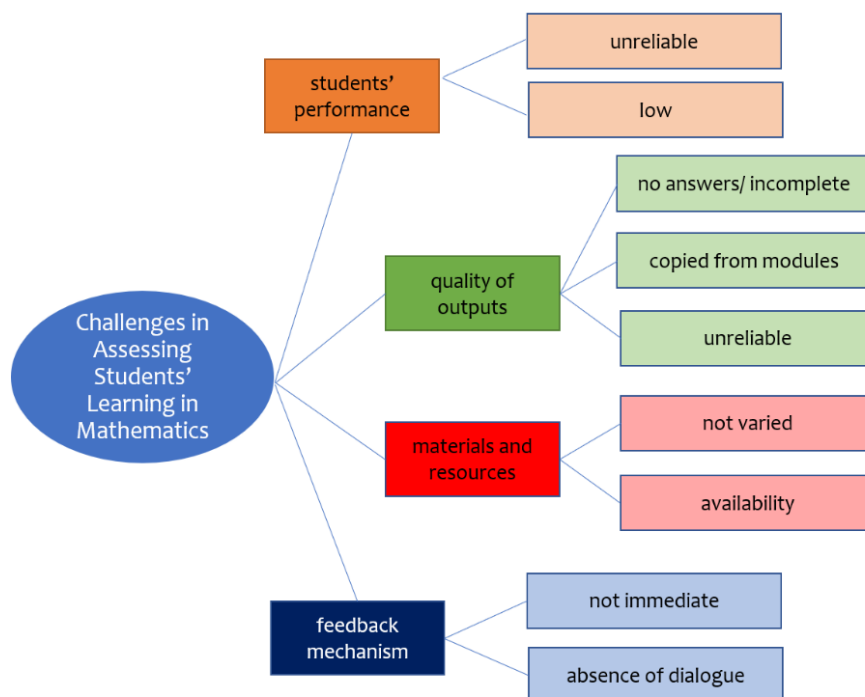 Challenges in
Assessing
Students’
Learning in
Mathematics
students’
performance
unreliable
low
quality of
outputs
no answers/ incomplete
copied from modules
unreliable
materials and
resources
not varied
availability
feedback
mechanism
not immediate
absence of dialogue